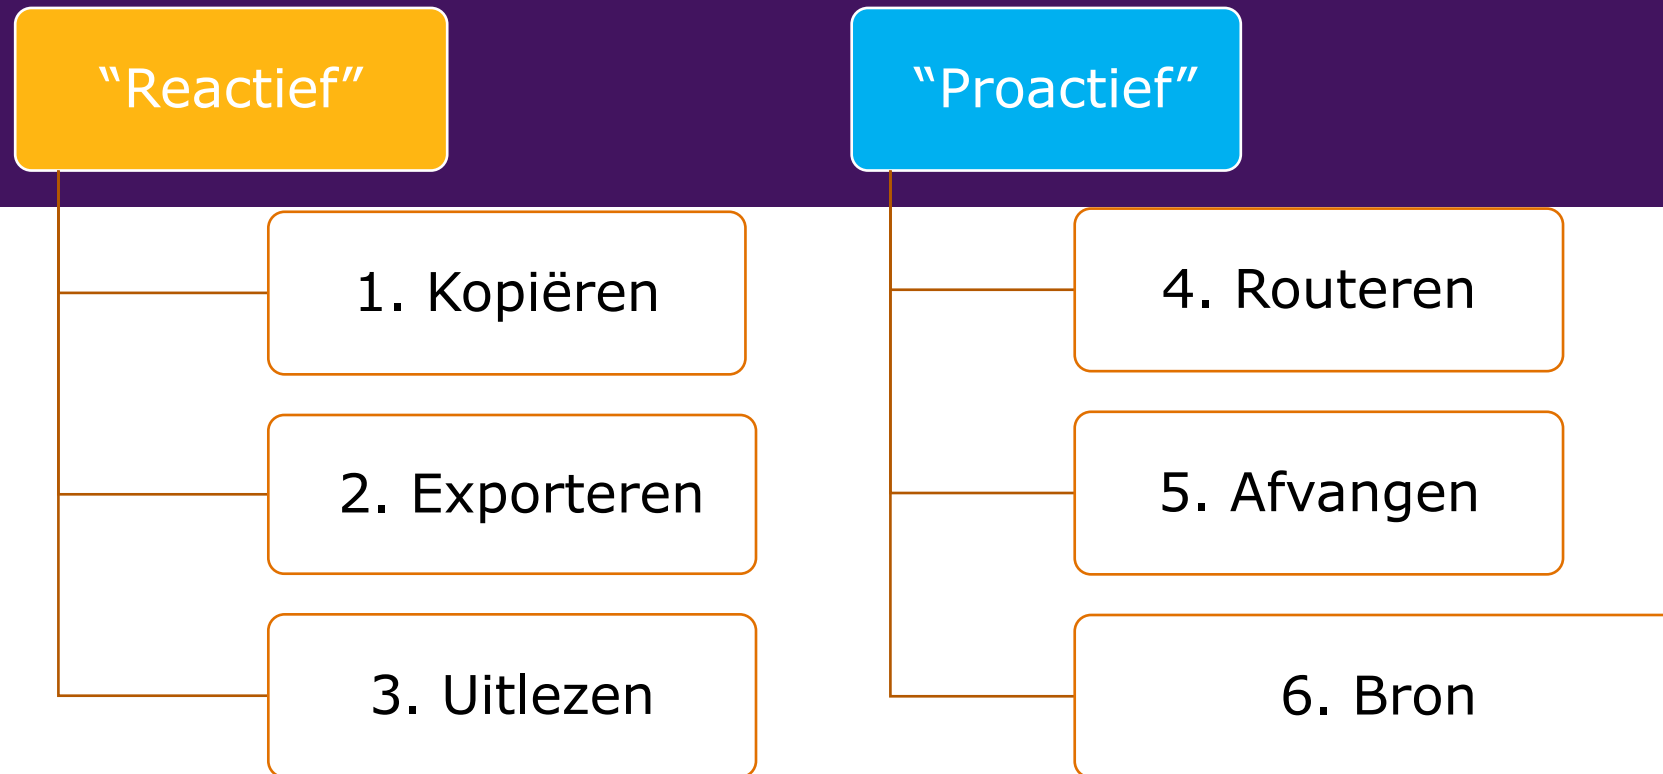 “Reactief”
1. Kopiëren
2. Exporteren
3. Uitlezen
“Proactief”
4. Routeren
5. Afvangen
6. Bron